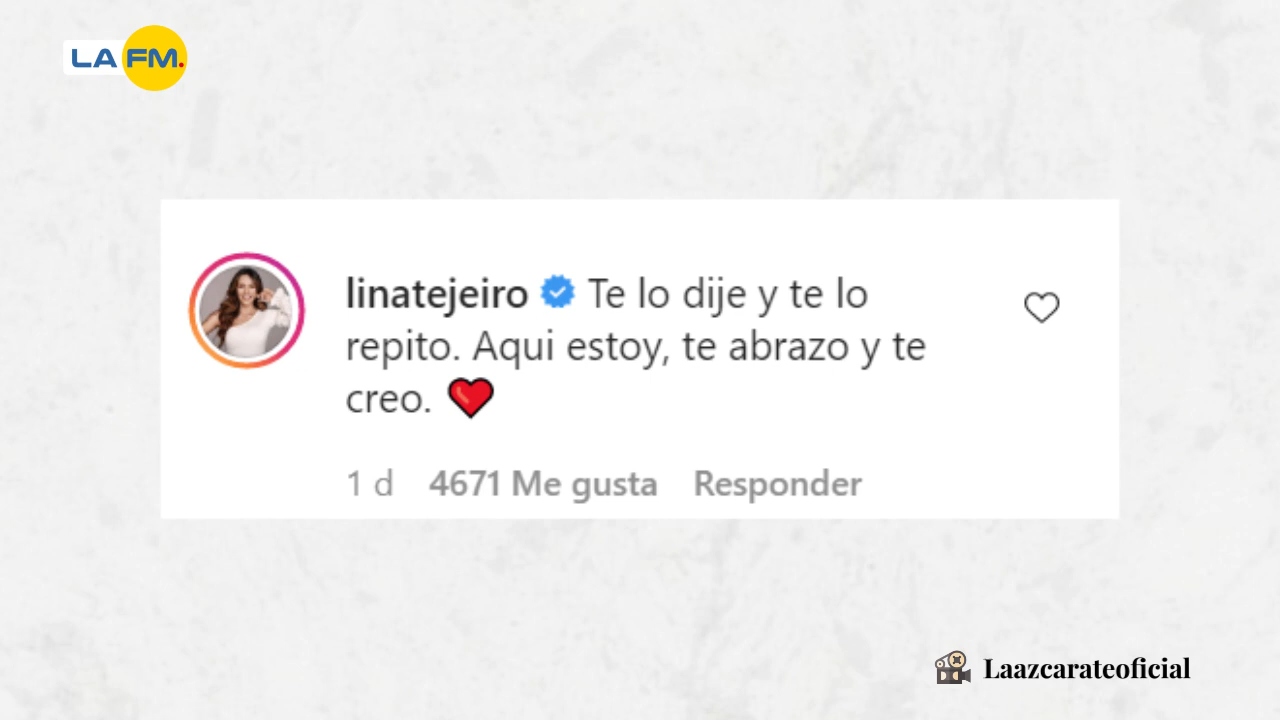 LA FM.
linatejeiro Te lo dije y te lo
repito. Aqui estoy, te abrazo y te
creo. ❤️
1 d 4671 Me gusta Responder
Laazcarateoficial